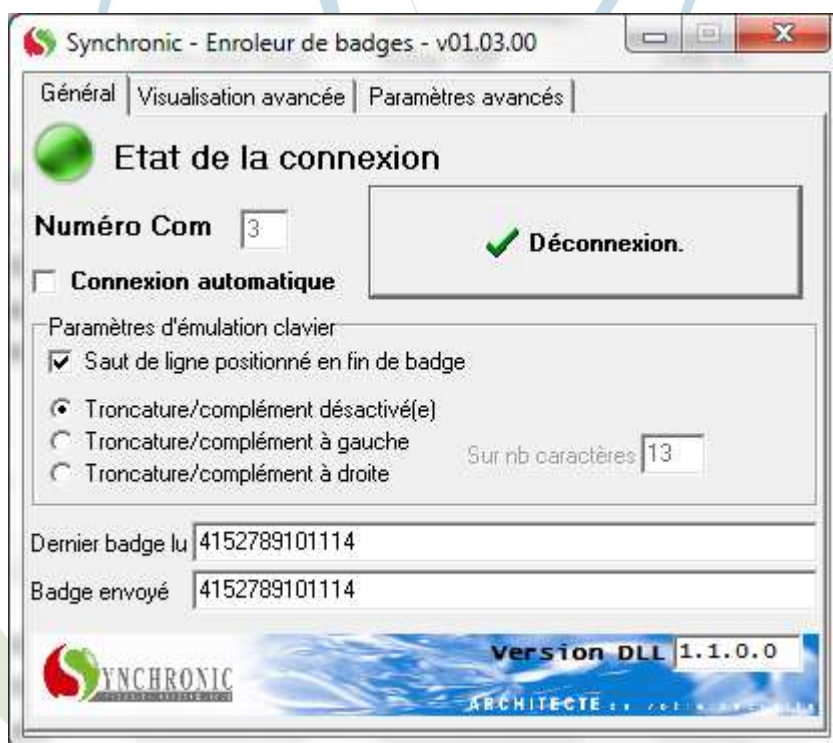 Synchronic - Enroleur de badges - v01.03.00
Général Visualisation avancée Paramètres avancés
Etat de la connexion
Numéro Com 3
Déconnexion.
Connexion automatique
Paramètres d'émulation clavier
Saut de ligne positionné en fin de badge
Troncature/complément désactivé(e)
Troncature/complément à gauche
Sur nb caractères 13
Troncature/complément à droite
Dernier badge lu 4152789101114
Badge envoyé 4152789101114
Version DLL 1.1.0.0
SYNCHRONIC
ARCHITECTE de votre